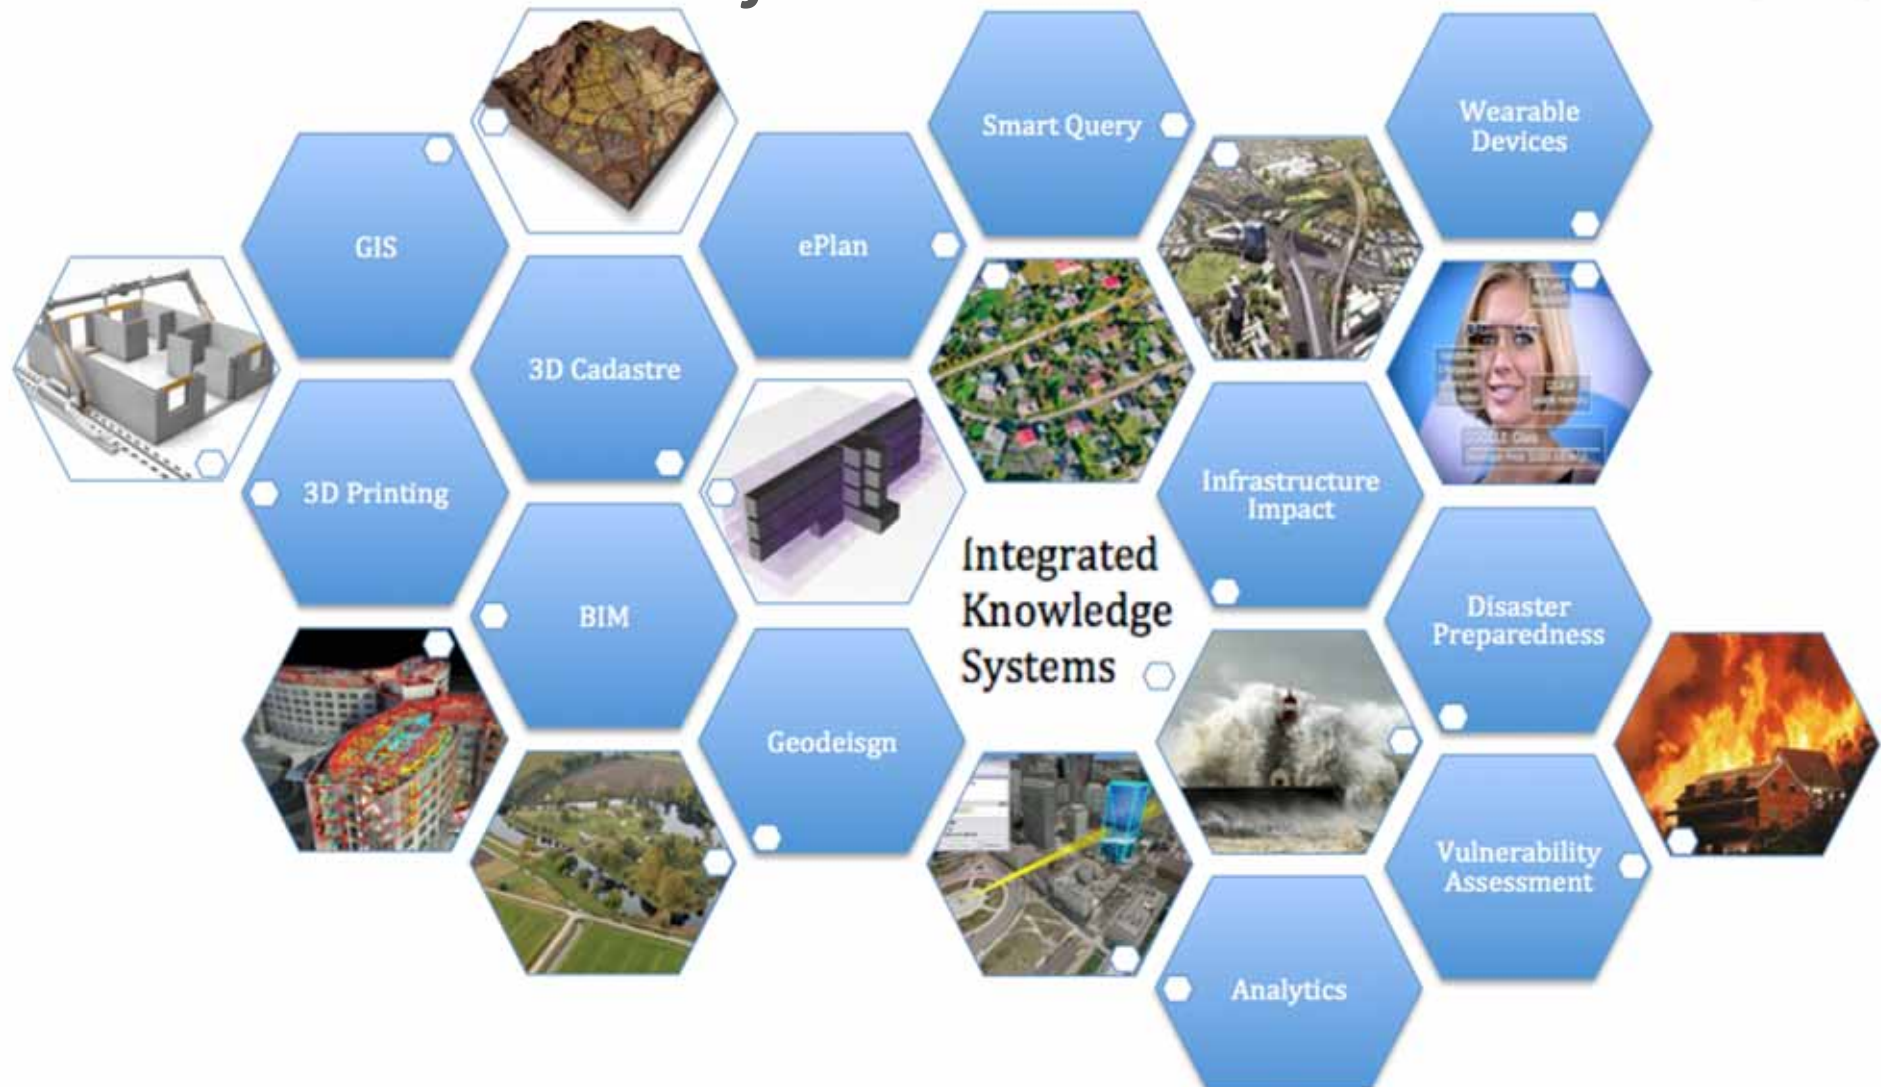 Smart Query
Wearable
Devices
GIS
ePlan
3D Cadastre
3D Printing
Infrastructure
Impact
Integrated
Knowledge
Systems
BIM
Disaster
Preparedness
Geodeisgn
Vulnerability
Assessment
Analytics